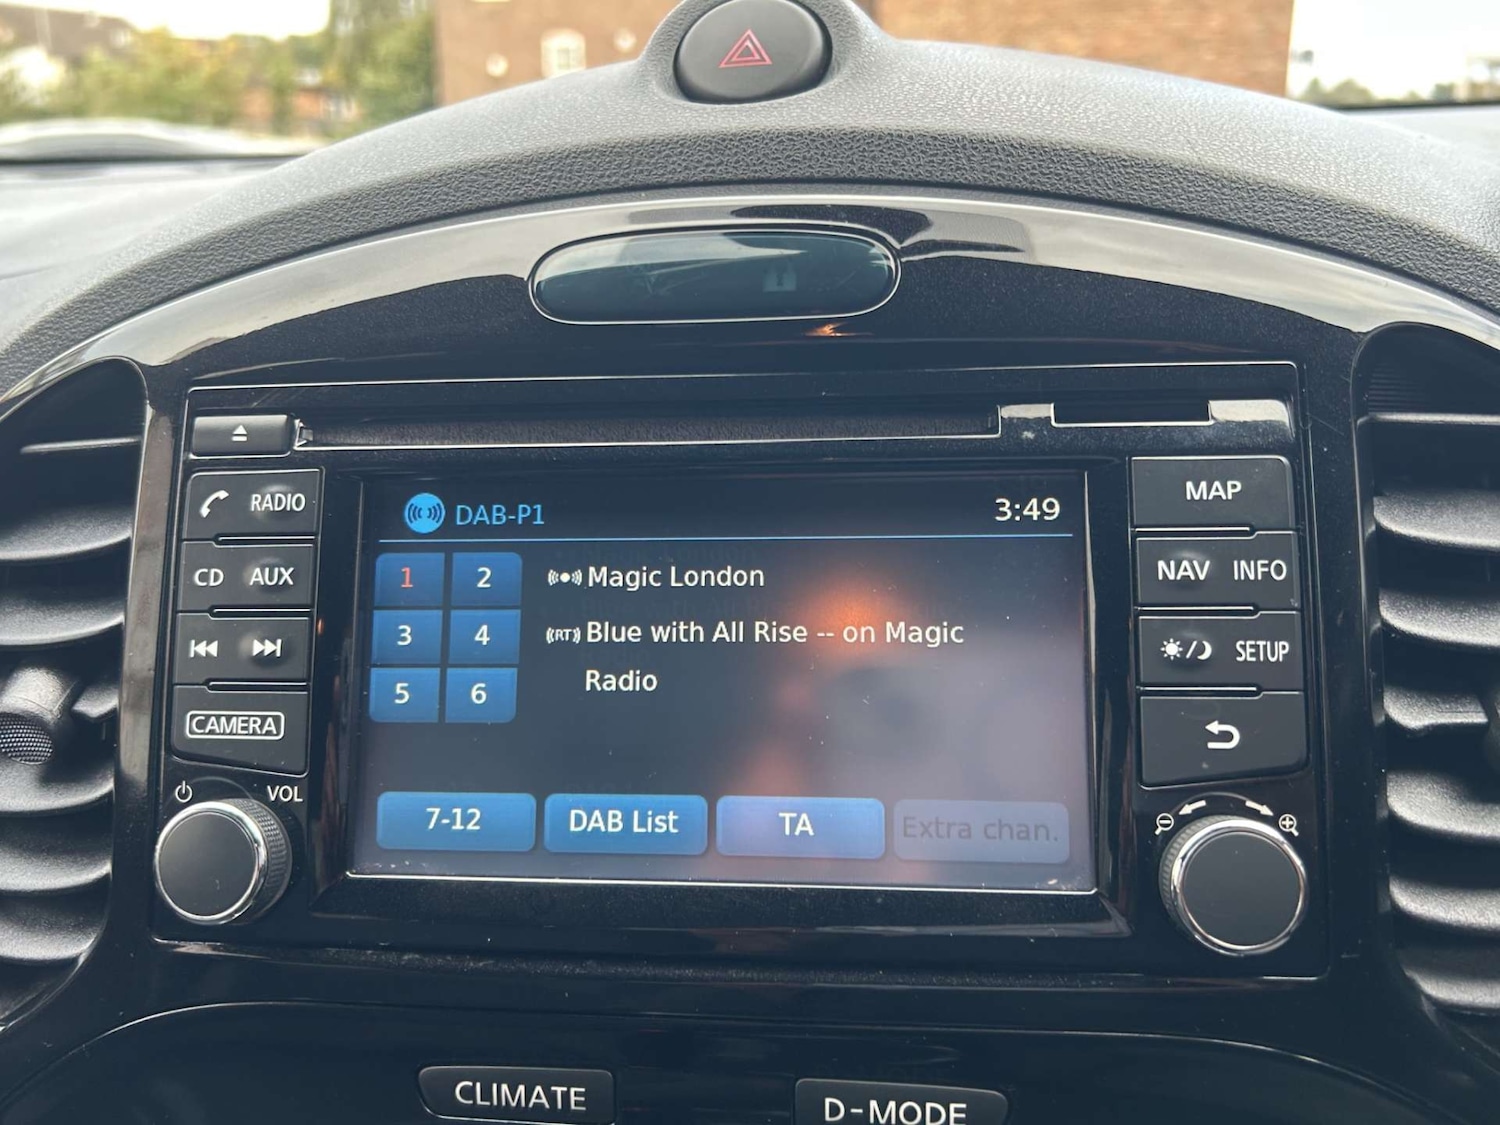 DAB-P1 3:49
1 2 Magic London
3 4 RT Blue with All Rise -- on Magic
Radio
5 6
7-12 DAB List TA Extra chan.
RADIO
CD AUX
CAMERA
VOL
MAP
NAV INFO
SETUP
CLIMATE
D-MODE